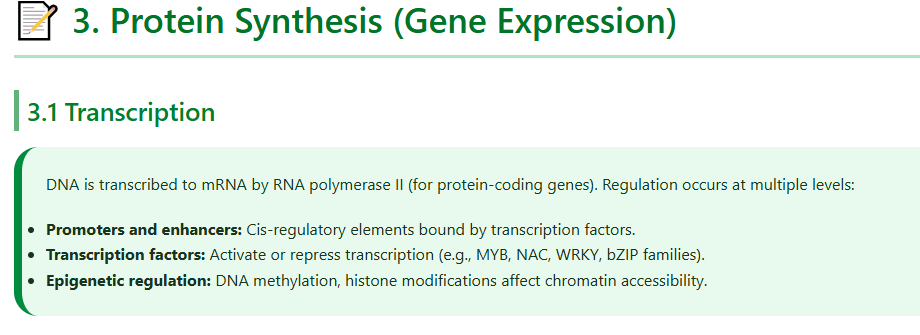 3. Protein Synthesis (Gene Expression)
3.1 Transcription
DNA is transcribed to mRNA by RNA polymerase II (for protein-coding genes). Regulation occurs at multiple levels:
Promoters and enhancers: Cis-regulatory elements bound by transcription factors.
Transcription factors: Activate or repress transcription (e.g., MYB, NAC, WRKY, bZIP families).
Epigenetic regulation: DNA methylation, histone modifications affect chromatin accessibility.